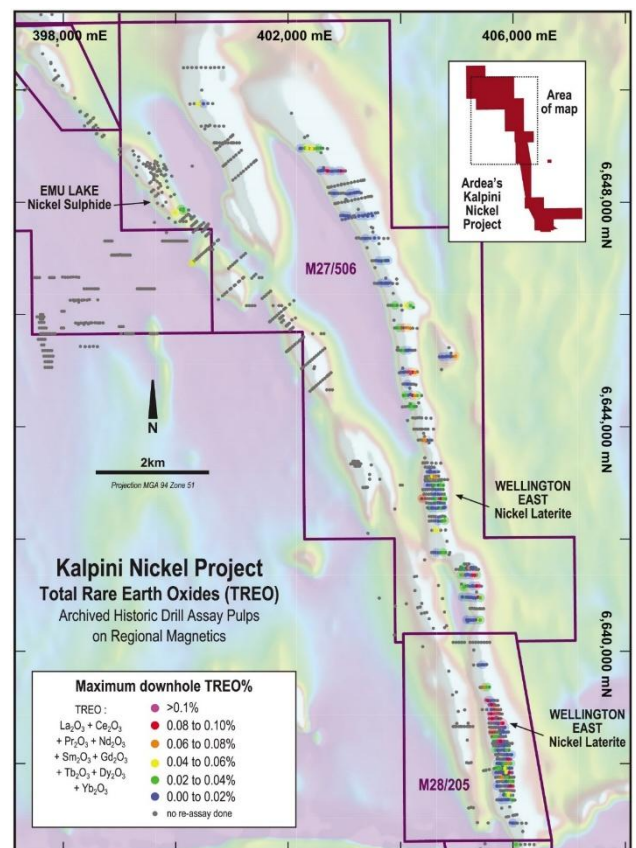 398,000 mE
402,000 mE
406,000 mE
Area
of map
Ardea's
Kalpini
Nickel
Project
6,648,000 mN
EMU LAKE
Nickel Sulphide
M27/506
6,644,000 mN
N
2km
Projection MGA 94 Zone 51
WELLINGTON
EAST
Nickel Laterite
Kalpini Nickel Project
Total Rare Earth Oxides (TREO)
Archived Historic Drill Assay Pulps
on Regional Magnetics
6,640,000 mN
Maximum downhole TREO%
TREO :
La₂O₃ + Ce₂O₃
+ Pr₂O₃ + Nd₂O₃
+ Sm₂O₃ + Gd₂O₃
+ Tb₂O₃ + Dy₂O₃
+ Yb₂O₃
>0.1%
0.08 to 0.10%
0.06 to 0.08%
0.04 to 0.06%
0.02 to 0.04%
0.00 to 0.02%
no re-assay done
WELLINGTON
EAST
Nickel Laterite
M28/205